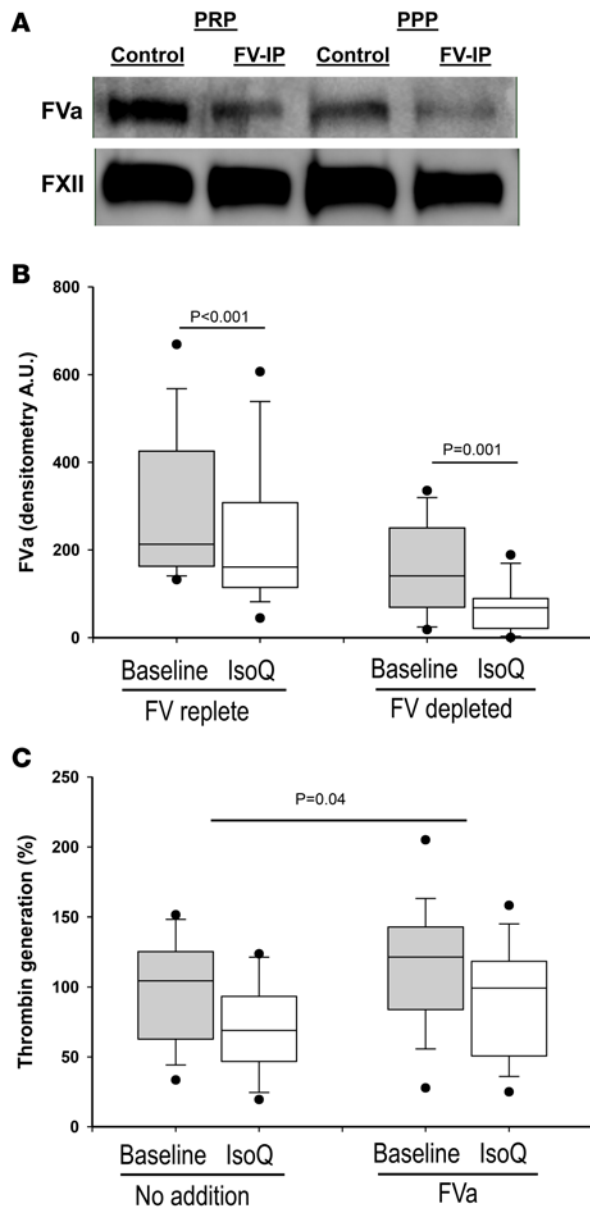 A
PRP PPP
Control FV-IP Control FV-IP
FVa
FXII
B
800
P<0.001
600
FVa (densitometry A.U.)
400
P=0.001
200
0
Baseline IsoQ Baseline IsoQ
FV replete FV depleted
C
250
P=0.04
200
Thrombin generation (%)
150
100
50
0
Baseline IsoQ Baseline IsoQ
No addition FVa